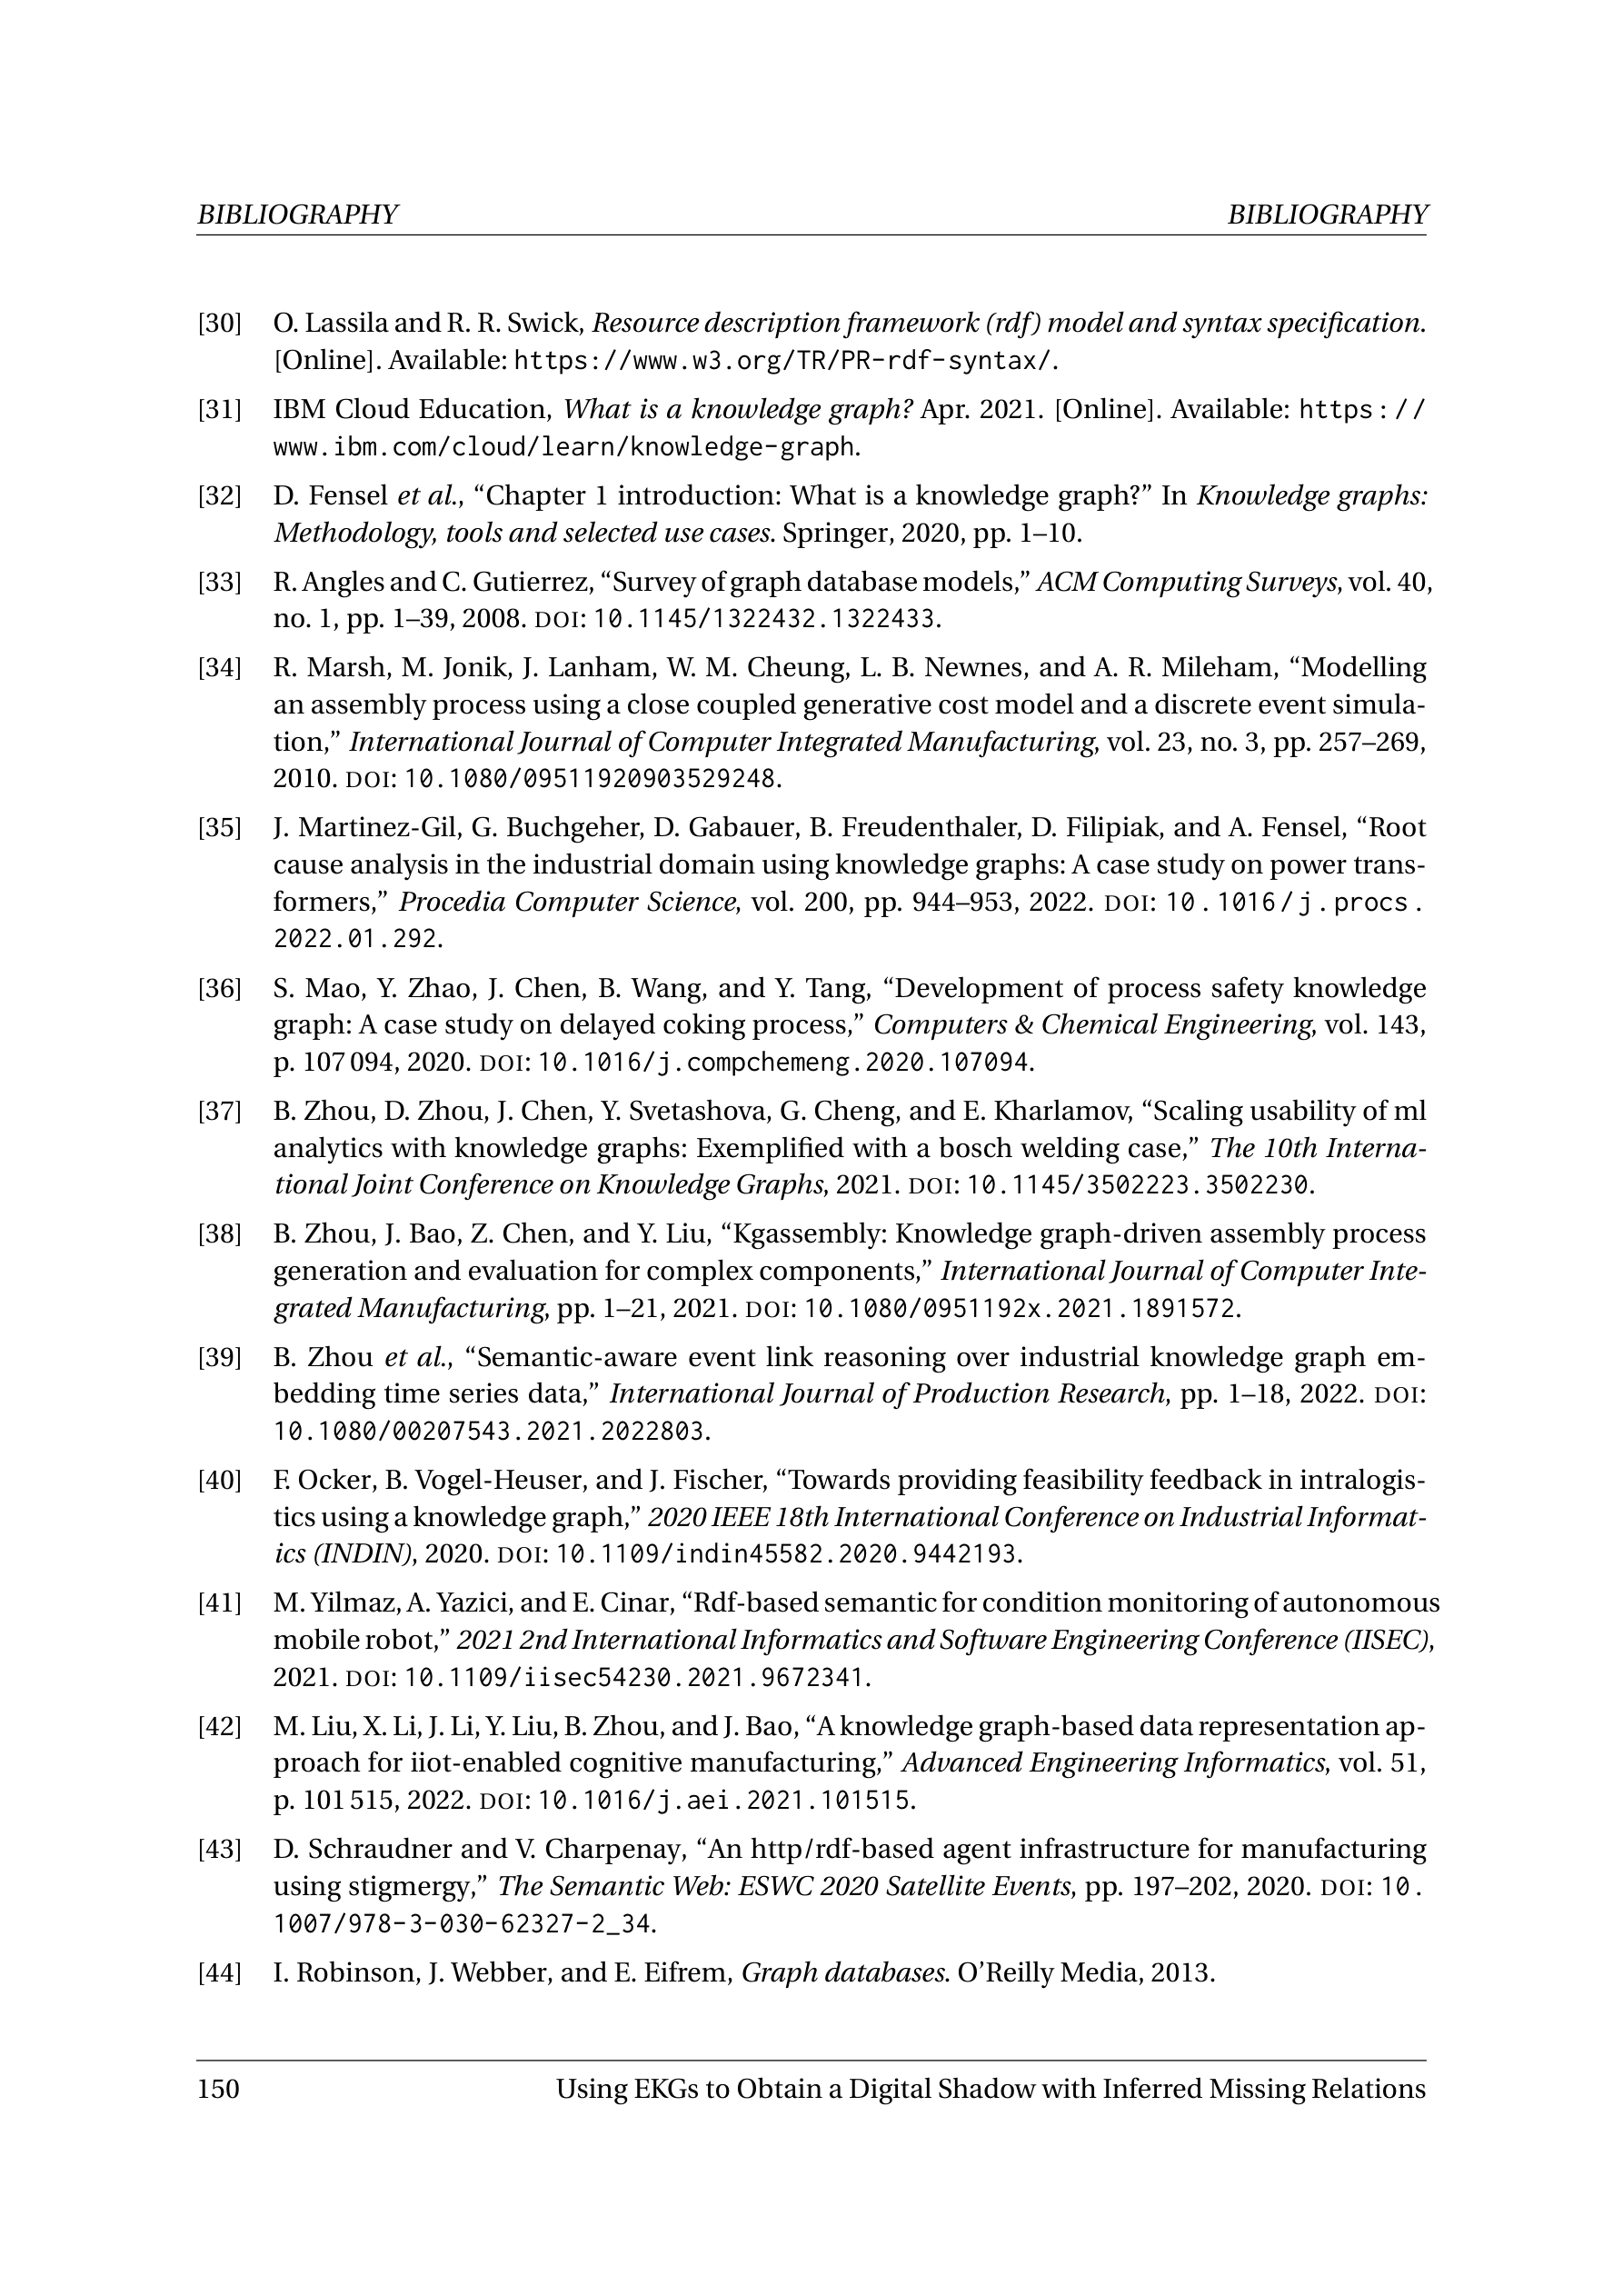 BIBLIOGRAPHY BIBLIOGRAPHY
[30] O. Lassila and R. R. Swick, Resource description framework (rdf) model and syntax specification.
[Online]. Available: https://www.w3.org/TR/PR-rdf-syntax/.
[31] IBM Cloud Education, What is a knowledge graph? Apr. 2021. [Online]. Available: https://
www.ibm.com/cloud/learn/knowledge-graph.
[32] D. Fensel et al., “Chapter 1 introduction: What is a knowledge graph?” In Knowledge graphs:
Methodology, tools and selected use cases. Springer, 2020, pp. 1–10.
[33] R. Angles and C. Gutierrez, “Survey of graph database models,” ACM Computing Surveys, vol. 40,
no. 1, pp. 1–39, 2008. DOI: 10.1145/1322432.1322433.
[34] R. Marsh, M. Jonik, J. Lanham, W. M. Cheung, L. B. Newnes, and A. R. Mileham, “Modelling
an assembly process using a close coupled generative cost model and a discrete event simula-
tion,” International Journal of Computer Integrated Manufacturing, vol. 23, no. 3, pp. 257–269,
2010. DOI: 10.1080/09511920903529248.
[35] J. Martinez-Gil, G. Buchgeher, D. Gabauer, B. Freudenthaler, D. Filipiak, and A. Fensel, “Root
cause analysis in the industrial domain using knowledge graphs: A case study on power trans-
formers,” Procedia Computer Science, vol. 200, pp. 944–953, 2022. DOI: 10.1016/j.procs.
2022.01.292.
[36] S. Mao, Y. Zhao, J. Chen, B. Wang, and Y. Tang, “Development of process safety knowledge
graph: A case study on delayed coking process,” Computers & Chemical Engineering, vol. 143,
p. 107 094, 2020. DOI: 10.1016/j.compchemeng.2020.107094.
[37] B. Zhou, D. Zhou, J. Chen, Y. Svetashova, G. Cheng, and E. Kharlamov, “Scaling usability of ml
analytics with knowledge graphs: Exemplified with a bosch welding case,” The 10th Interna-
tional Joint Conference on Knowledge Graphs, 2021. DOI: 10.1145/3502223.3502230.
[38] B. Zhou, J. Bao, Z. Chen, and Y. Liu, “Kgassembly: Knowledge graph-driven assembly process
generation and evaluation for complex components,” International Journal of Computer Inte-
grated Manufacturing, pp. 1–21, 2021. DOI: 10.1080/0951192x.2021.1891572.
[39] B. Zhou et al., “Semantic-aware event link reasoning over industrial knowledge graph em-
bedding time series data,” International Journal of Production Research, pp. 1–18, 2022. DOI:
10.1080/00207543.2021.2022803.
[40] F. Ocker, B. Vogel-Heuser, and J. Fischer, “Towards providing feasibility feedback in intralogis-
tics using a knowledge graph,” 2020 IEEE 18th International Conference on Industrial Informat-
ics (INDIN), 2020. DOI: 10.1109/indin45582.2020.9442193.
[41] M. Yilmaz, A. Yazici, and E. Cinar, “Rdf-based semantic for condition monitoring of autonomous
mobile robot,” 2021 2nd International Informatics and Software Engineering Conference (IISEC),
2021. DOI: 10.1109/iisec54230.2021.9672341.
[42] M. Liu, X. Li, J. Li, Y. Liu, B. Zhou, and J. Bao, “A knowledge graph-based data representation ap-
proach for iiot-enabled cognitive manufacturing,” Advanced Engineering Informatics, vol. 51,
p. 101 515, 2022. DOI: 10.1016/j.aei.2021.101515.
[43] D. Schraudner and V. Charpenay, “An http/rdf-based agent infrastructure for manufacturing
using stigmergy,” The Semantic Web: ESWC 2020 Satellite Events, pp. 197–202, 2020. DOI: 10.
1007/978-3-030-62327-2_34.
[44] I. Robinson, J. Webber, and E. Eifrem, Graph databases. O’Reilly Media, 2013.
150 Using EKGs to Obtain a Digital Shadow with Inferred Missing Relations